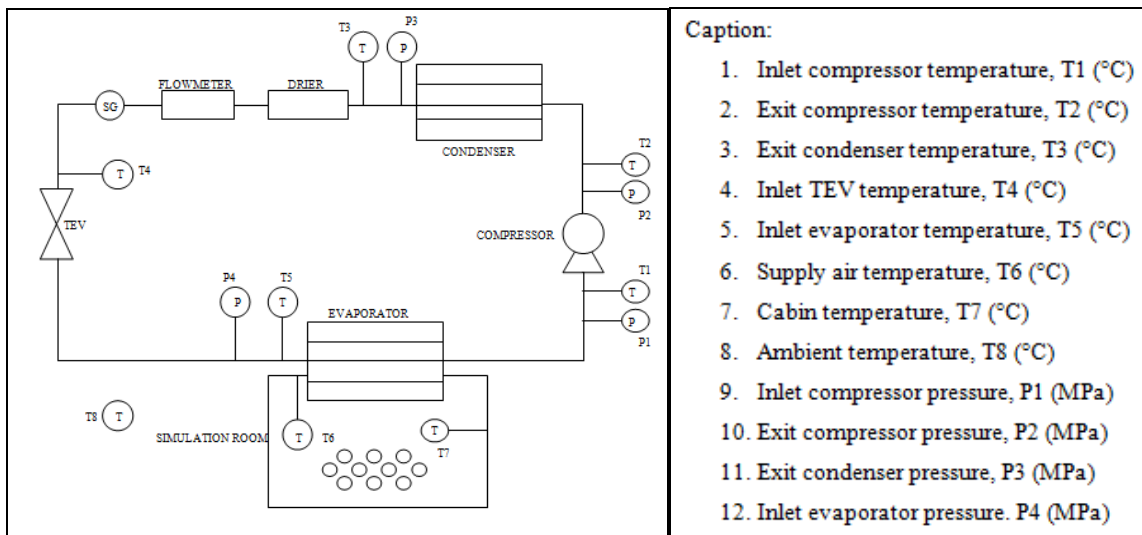 T3
P3
T
P
FLOWMETER
DRIER
SG
CONDENSER
T2
T
T
T4
P
P2
TEV
COMPRESSOR
P4
T5
T1
P
T
T
EVAPORATOR
P
P1
T8
T
SIMULATION ROOM
T
T6
T
T7
Caption:
1. Inlet compressor temperature, T1 (°C)
2. Exit compressor temperature, T2 (°C)
3. Exit condenser temperature, T3 (°C)
4. Inlet TEV temperature, T4 (°C)
5. Inlet evaporator temperature, T5 (°C)
6. Supply air temperature, T6 (°C)
7. Cabin temperature, T7 (°C)
8. Ambient temperature, T8 (°C)
9. Inlet compressor pressure, P1 (MPa)
10. Exit compressor pressure, P2 (MPa)
11. Exit condenser pressure, P3 (MPa)
12. Inlet evaporator pressure. P4 (MPa)